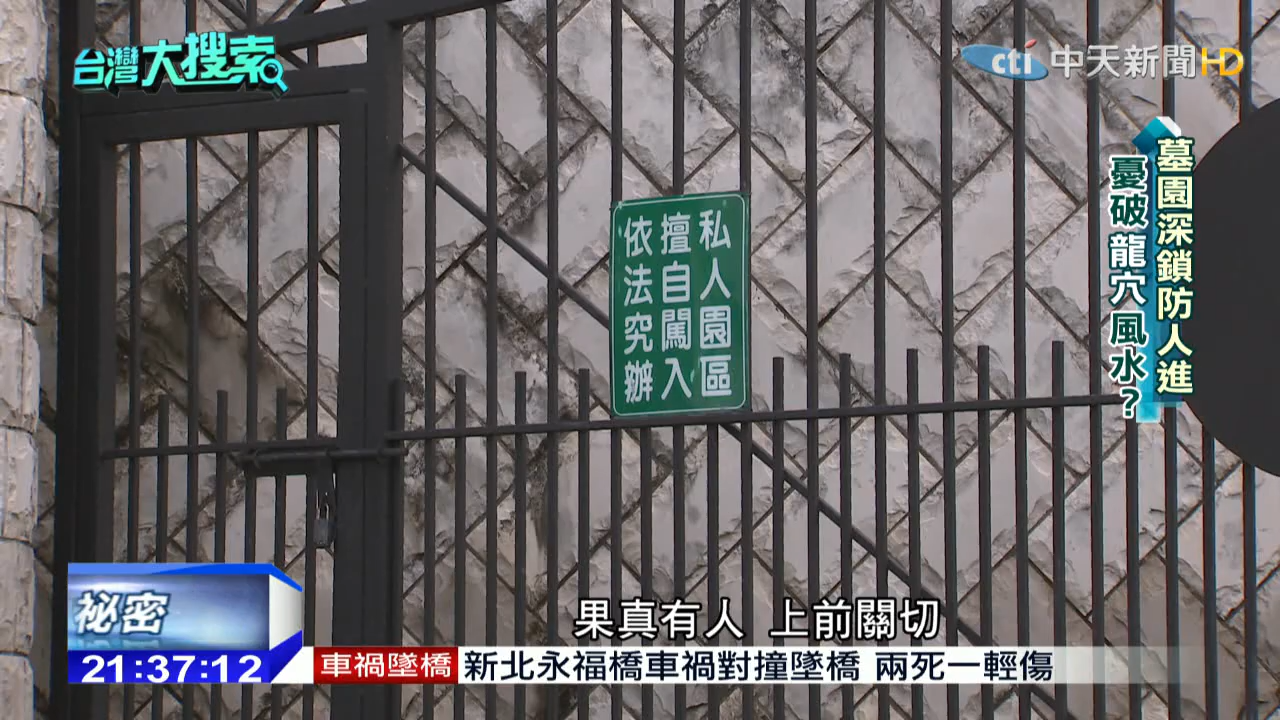 台灣大搜索
cti 中天新聞HD
墓園深鎖防人進
憂破龍穴風水?
私人園區
擅自闖入
依法究辦
果真有人 上前關切
祕密
21:37:12
車禍墜橋 新北永福橋車禍對撞墜橋 兩死一輕傷